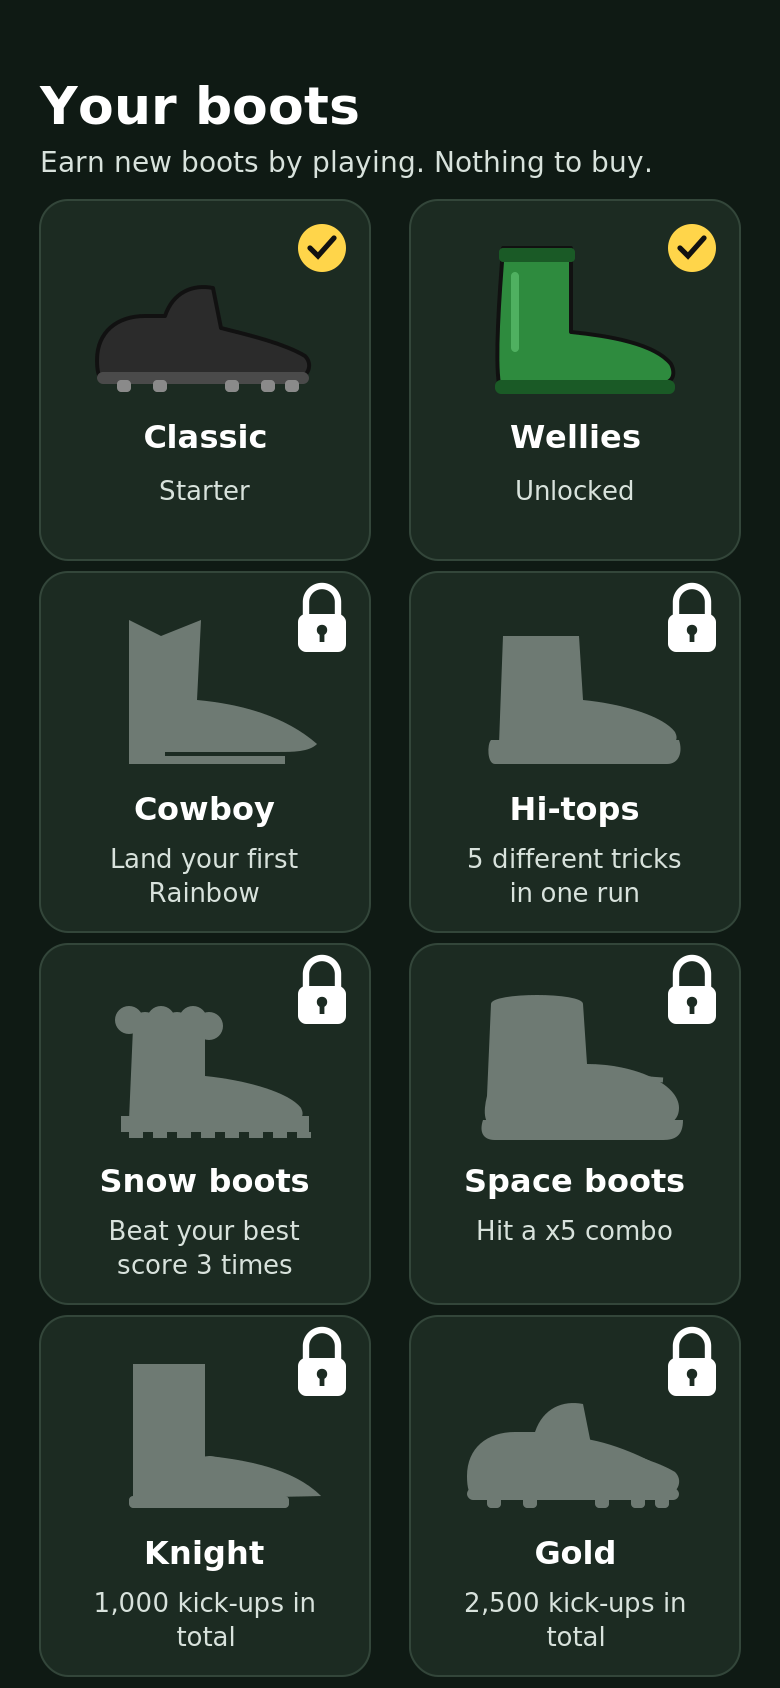 Your boots
Earn new boots by playing. Nothing to buy.
Classic
Starter
Wellies
Unlocked
Cowboy
Land your first
Rainbow
Hi-tops
5 different tricks
in one run
Snow boots
Beat your best
score 3 times
Space boots
Hit a x5 combo
Knight
1,000 kick-ups in
total
Gold
2,500 kick-ups in
total